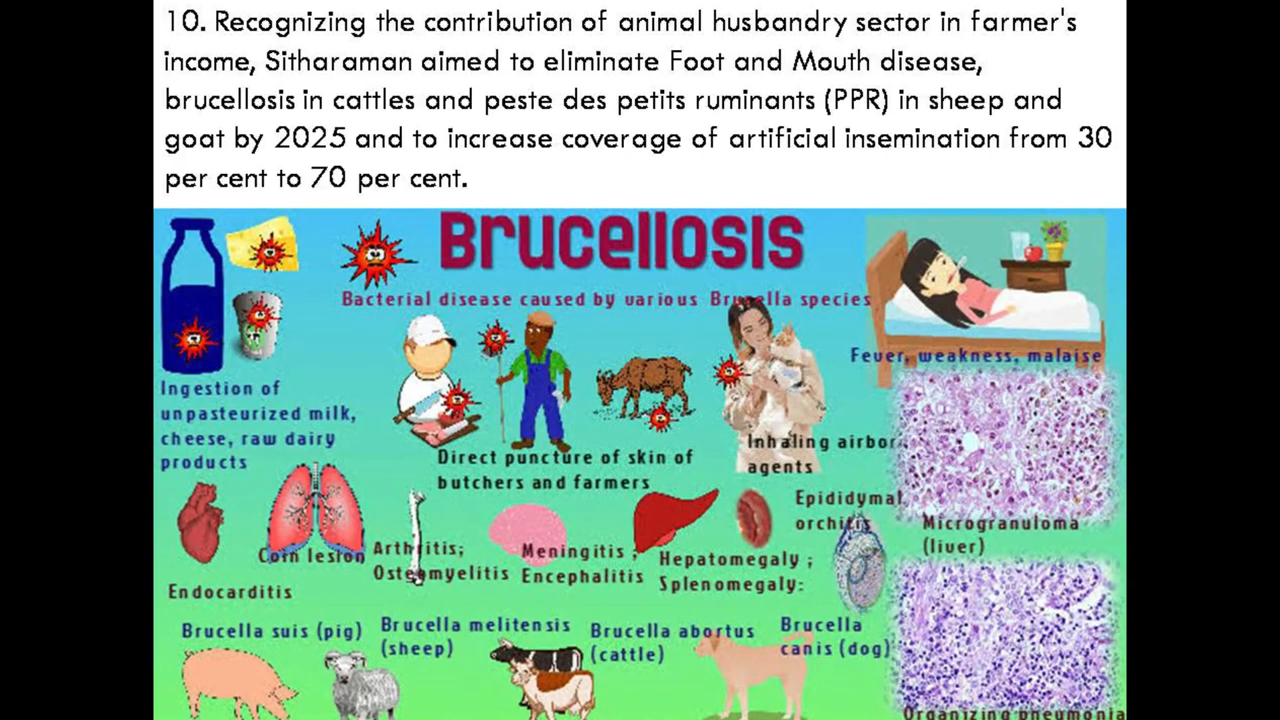 10. Recognizing the contribution of animal husbandry sector in farmer's
income, Sitharaman aimed to eliminate Foot and Mouth disease,
brucellosis in cattles and peste des petits ruminants (PPR) in sheep and
goat by 2025 and to increase coverage of artificial insemination from 30
per cent to 70 per cent.
Brucellosis
Bacterial disease caused by various Brucella species
Fever, weakness, malaise
Ingestion of
unpasteurized milk,
cheese, raw dairy
products
Direct puncture of skin of
butchers and farmers
Inhaling airbor
agents
Epididymal
orchitis
Microgranuloma
(liver)
Coin lesion
Arthritis;
Osteomyelitis
Meningitis ;
Encephalitis
Hepatomegaly ;
Splenomegaly:
Endocarditis
Brucella suis (pig)
Brucella melitensis
(sheep)
Brucella abortus
(cattle)
Brucella
canis (dog)
Organizing pneumonia